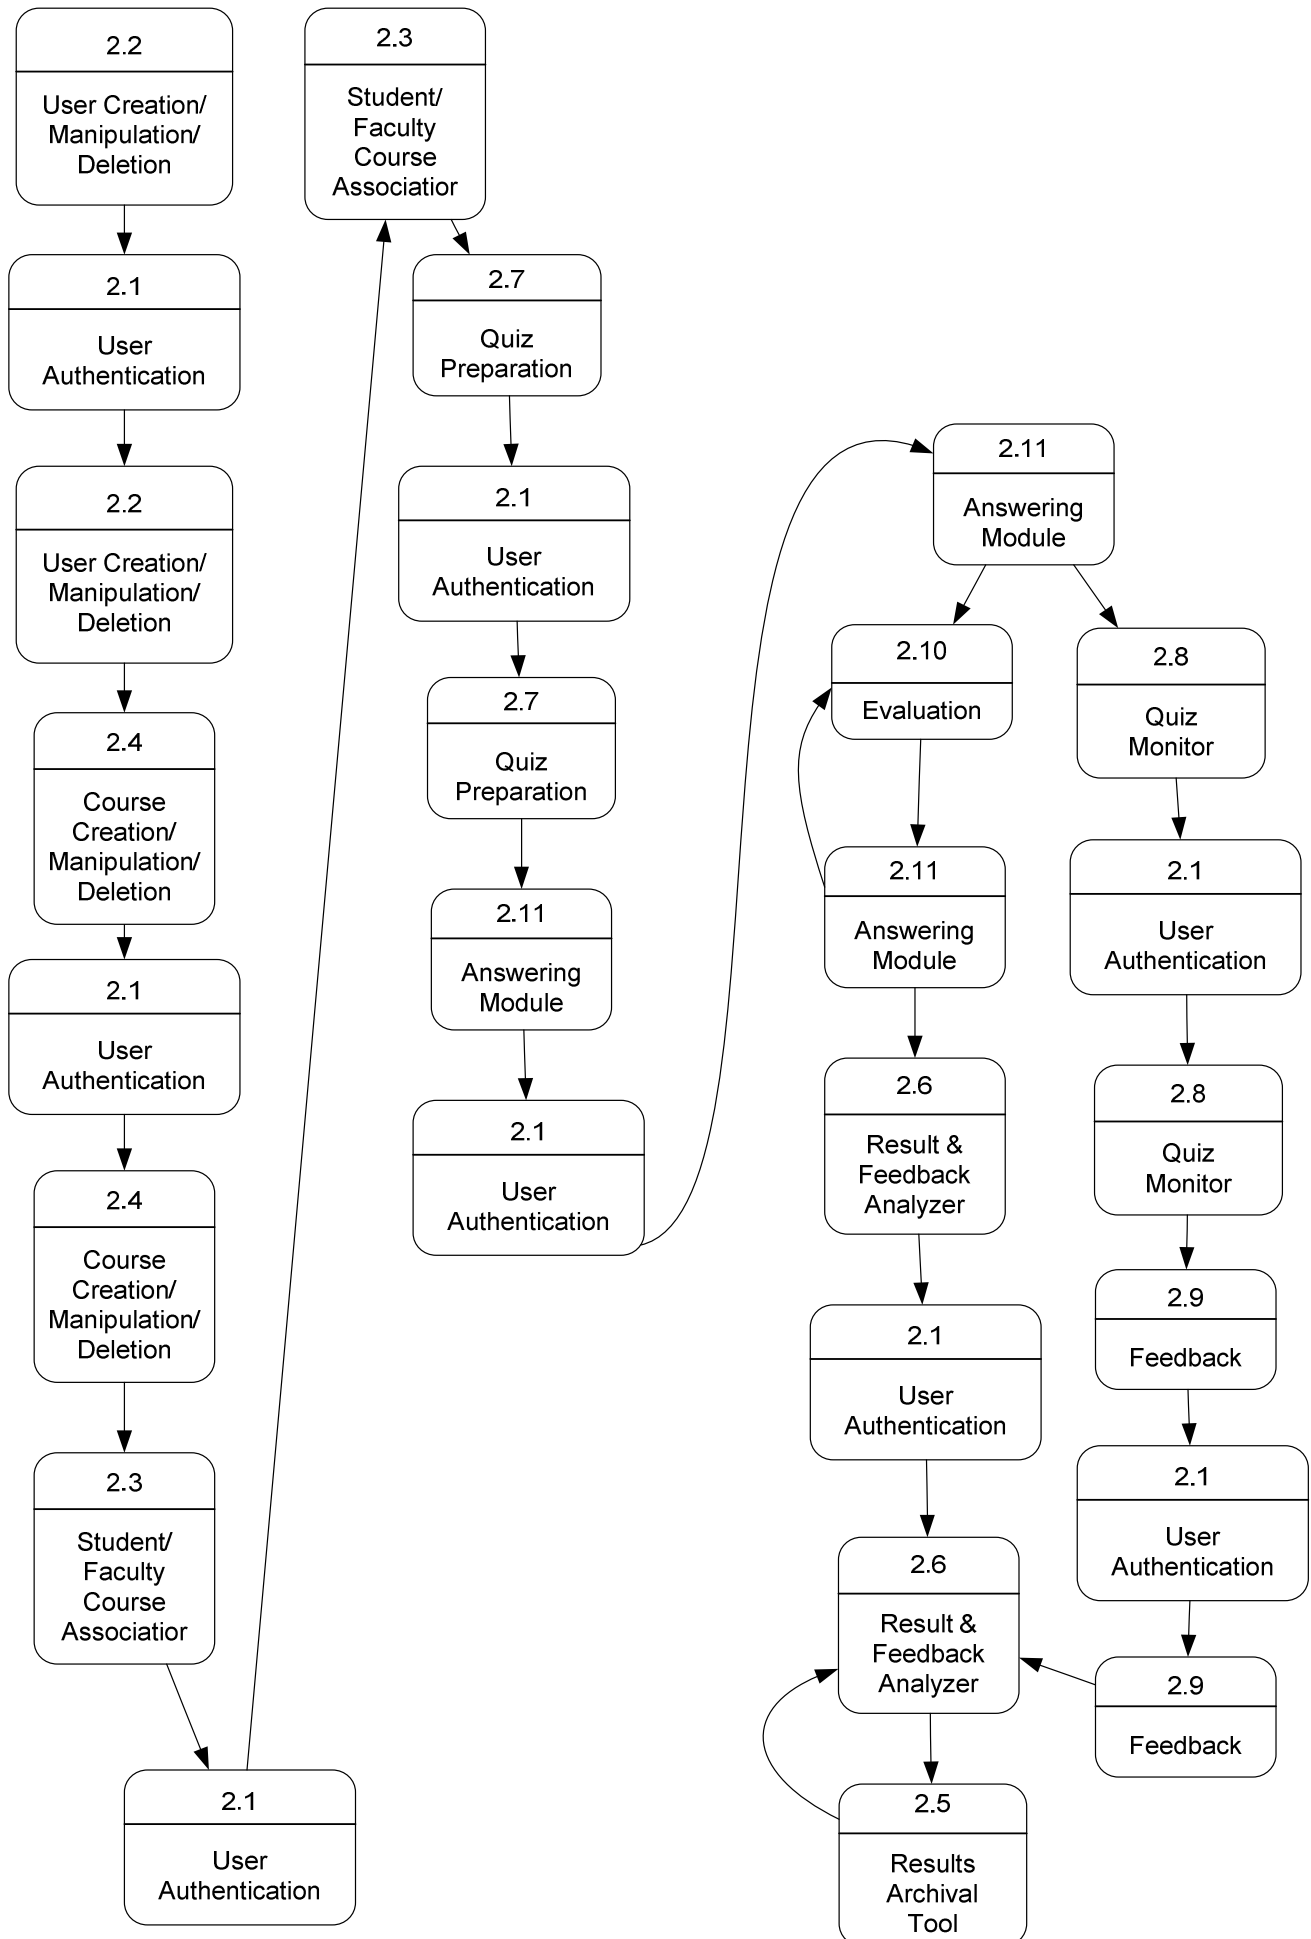 2.2
User Creation/
Manipulation/
Deletion
2.1
User
Authentication
2.2
User Creation/
Manipulation/
Deletion
2.4
Course
Creation/
Manipulation/
Deletion
2.1
User
Authentication
2.4
Course
Creation/
Manipulation/
Deletion
2.3
Student/
Faculty
Course
Associatior
2.1
User
Authentication
2.3
Student/
Faculty
Course
Associatior
2.7
Quiz
Preparation
2.1
User
Authentication
2.7
Quiz
Preparation
2.11
Answering
Module
2.1
User
Authentication
2.11
Answering
Module
2.10
Evaluation
2.11
Answering
Module
2.6
Result &
Feedback
Analyzer
2.1
User
Authentication
2.6
Result &
Feedback
Analyzer
2.5
Results
Archival
Tool
2.8
Quiz
Monitor
2.1
User
Authentication
2.8
Quiz
Monitor
2.9
Feedback
2.1
User
Authentication
2.9
Feedback